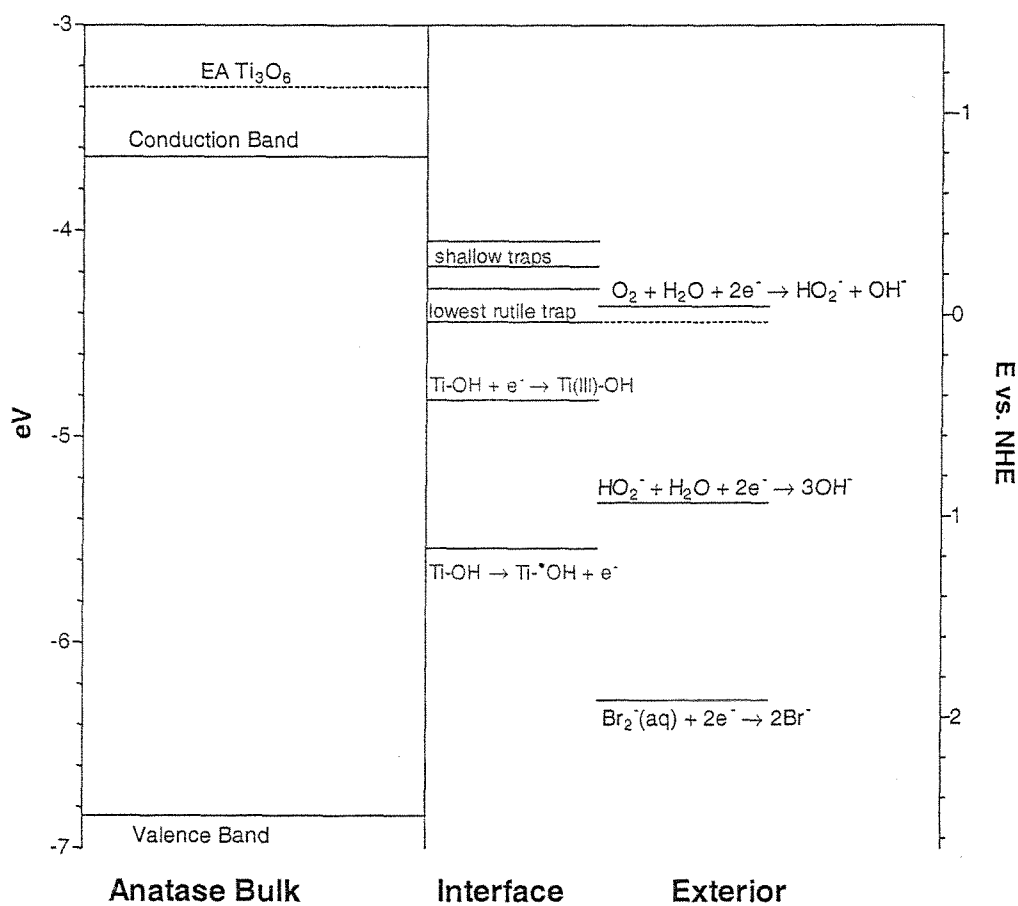 -3
EA Ti₃O₆
-1
Conduction Band
-4
shallow traps
O₂ + H₂O + 2e⁻ → HO₂⁻ + OH⁻
lowest rutile trap
0
Ti-OH + e⁻ → Ti(III)-OH
eV
E vs. NHE
-5
HO₂⁻ + H₂O + 2e⁻ → 3OH⁻
1
Ti-OH → Ti-•OH + e⁻
-6
Br₂⁻(aq) + 2e⁻ → 2Br⁻
2
Valence Band
-7
Anatase Bulk Interface Exterior